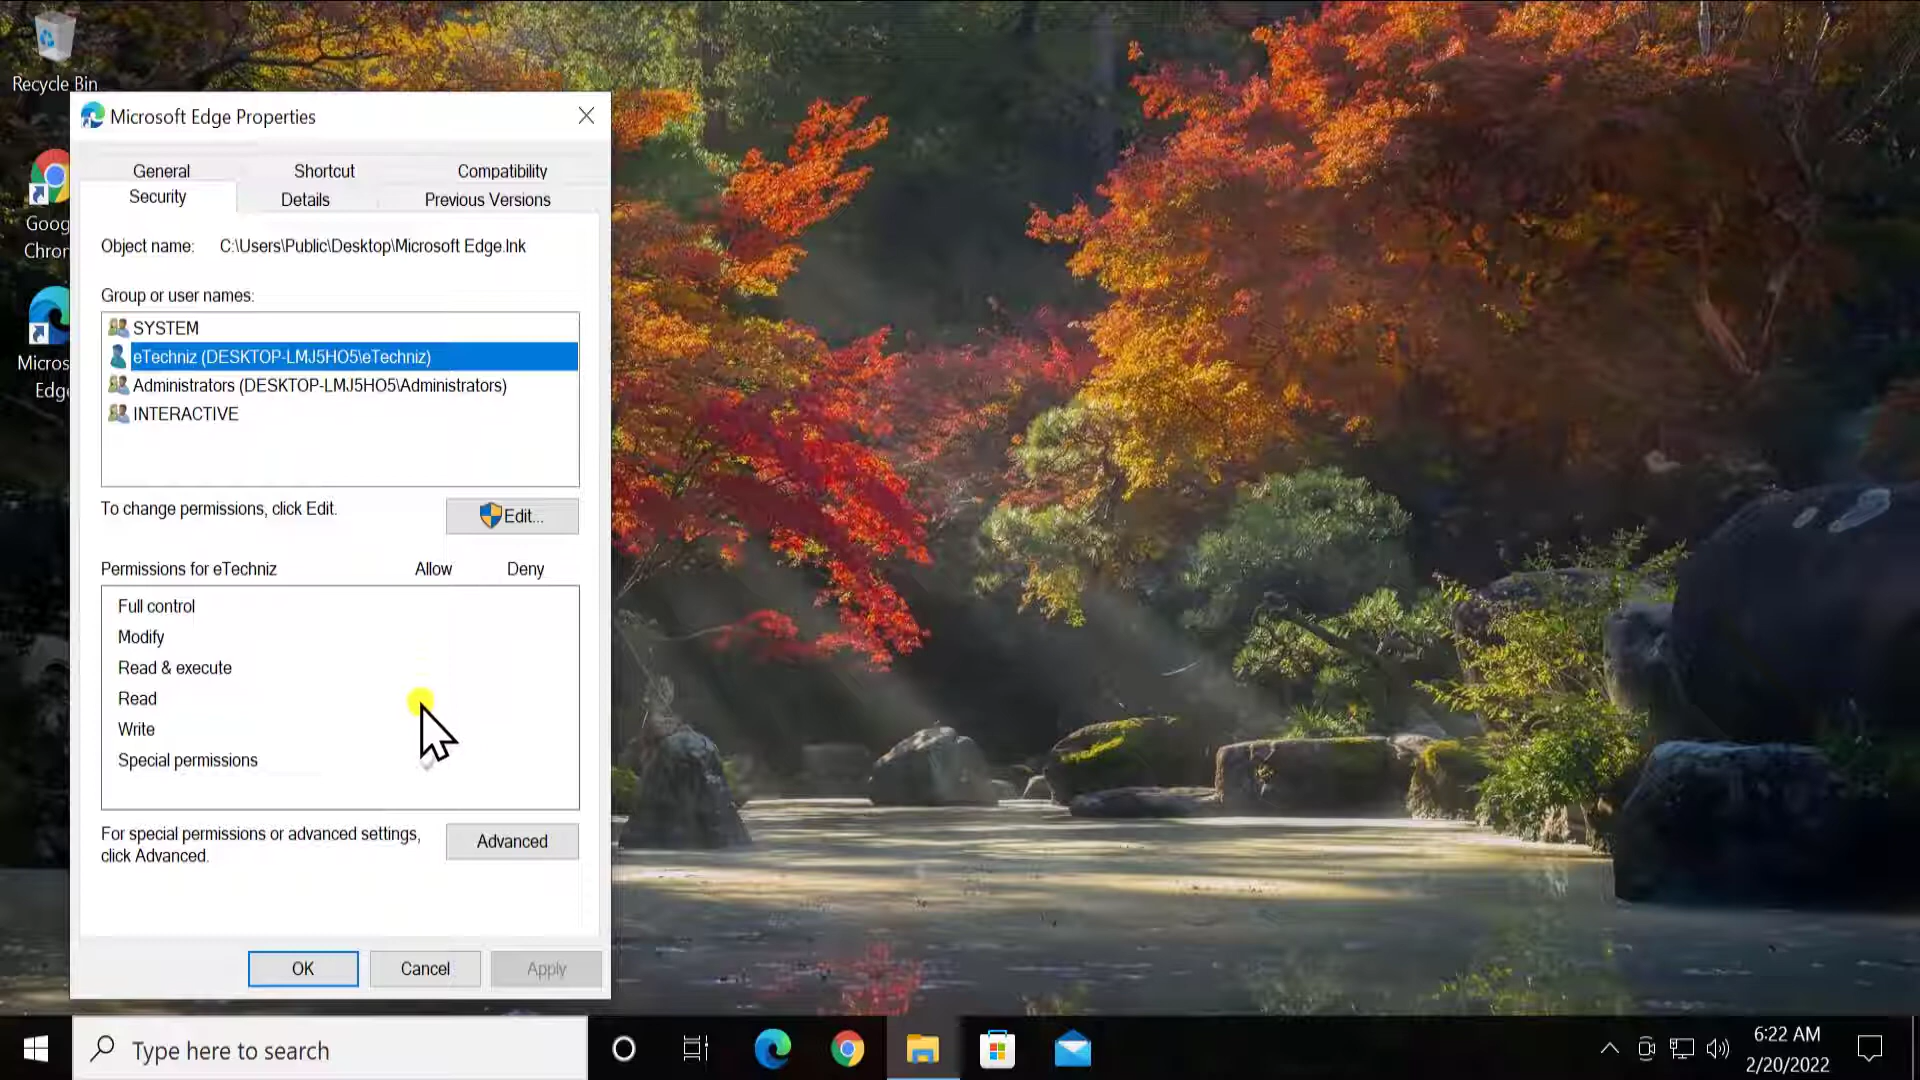 Recycle Bin
Microsoft Edge Properties
General Shortcut Compatibility
Security Details Previous Versions
Goog
Chron
Object name: C:\Users\Public\Desktop\Microsoft Edge.lnk
Group or user names:
SYSTEM
eTechniz (DESKTOP-LMJ5HO5\eTechniz)
Administrators (DESKTOP-LMJ5HO5\Administrators)
INTERACTIVE
Micros
Edge
To change permissions, click Edit.
Edit...
Permissions for eTechniz Allow Deny
Full control
Modify
Read & execute
Read
Write
Special permissions
For special permissions or advanced settings,
click Advanced.
Advanced
OK Cancel Apply
Type here to search
6:22 AM
2/20/2022